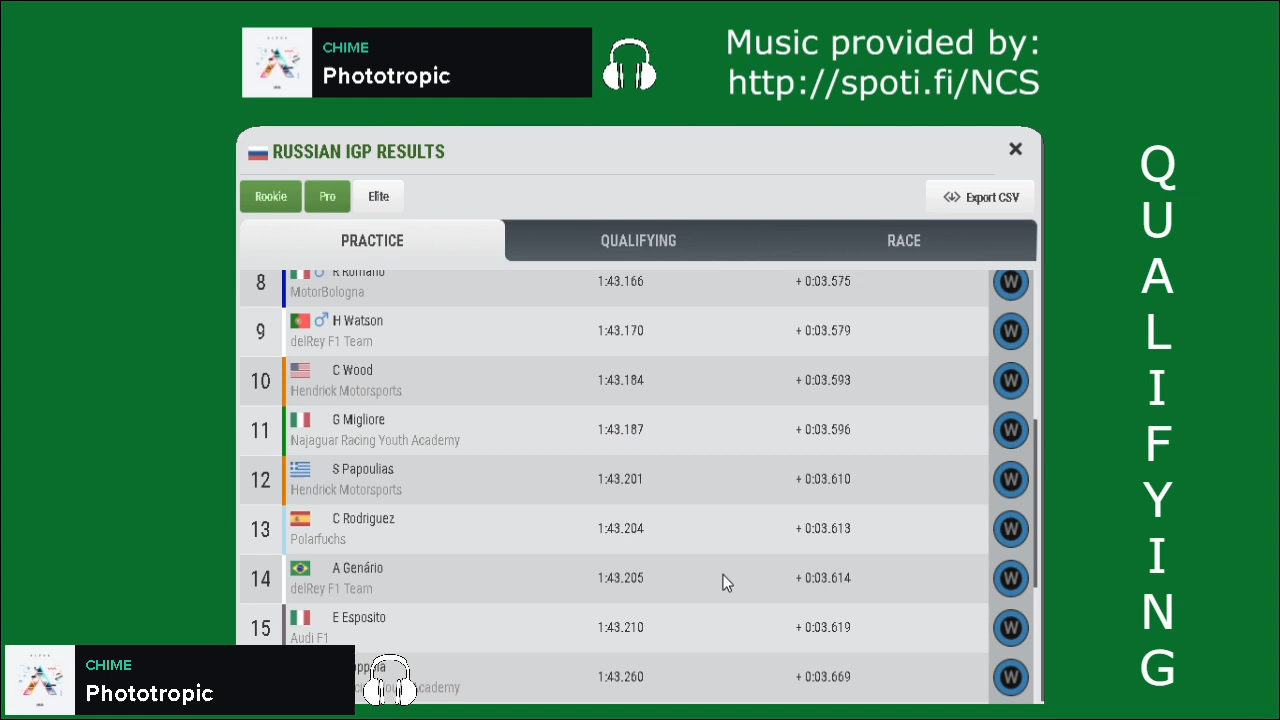 CHIME
Phototropic
Music provided by:
http://spoti.fi/NCS
RUSSIAN IGP RESULTS
Rookie Pro Elite Export CSV
PRACTICE QUALIFYING RACE
8 R Romano 1:43.166 + 0:03.575 W
MotorBologna
9 H Watson 1:43.170 + 0:03.579 W
delRey F1 Team
10 C Wood 1:43.184 + 0:03.593 W
Hendrick Motorsports
11 G Migliore 1:43.187 + 0:03.596 W
Najaguar Racing Youth Academy
12 S Papoulias 1:43.201 + 0:03.610 W
Hendrick Motorsports
13 C Rodriguez 1:43.204 + 0:03.613 W
Polarfuchs
14 A Genário 1:43.205 + 0:03.614 W
delRey F1 Team
15 E Esposito 1:43.210 + 0:03.619 W
Audi F1
1:43.260 + 0:03.669 W
cademy
CHIME
Phototropic
QUALIFYING